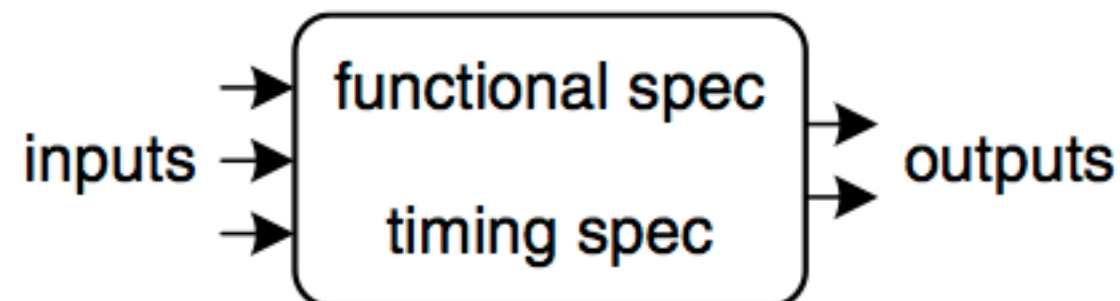 functional spec
inputs
outputs
timing spec